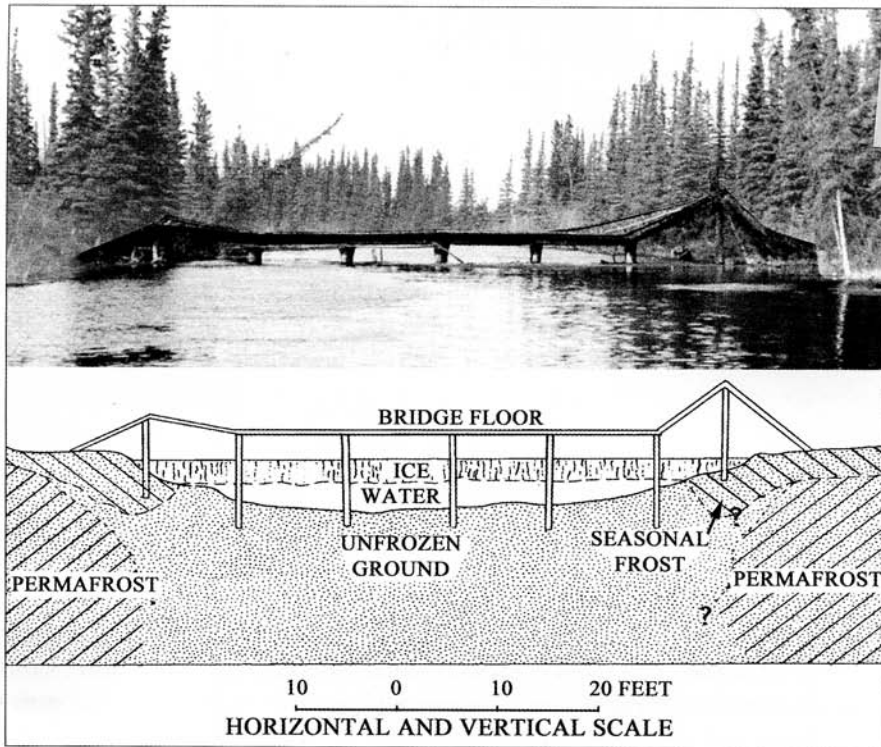 BRIDGE FLOOR
ICE
WATER
UNFROZEN
GROUND
SEASONAL
FROST
PERMAFROST
PERMAFROST
?
?
10 0 10 20 FEET
HORIZONTAL AND VERTICAL SCALE